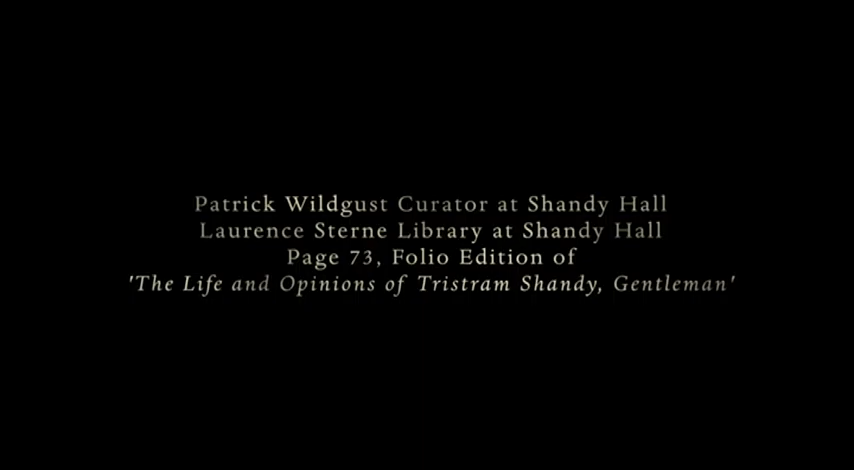 Patrick Wildgust Curator at Shandy Hall
Laurence Sterne Library at Shandy Hall
Page 73, Folio Edition of
'The Life and Opinions of Tristram Shandy, Gentleman'